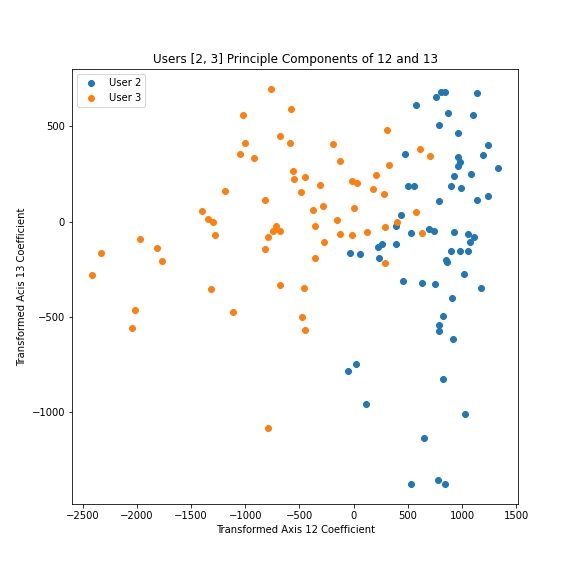 Users [2, 3] Principle Components of 12 and 13
User 2
User 3
Transformed Acis 13 Coefficient
500
0
−500
−1000
−2500 −2000 −1500 −1000 −500 0 500 1000 1500
Transformed Axis 12 Coefficient